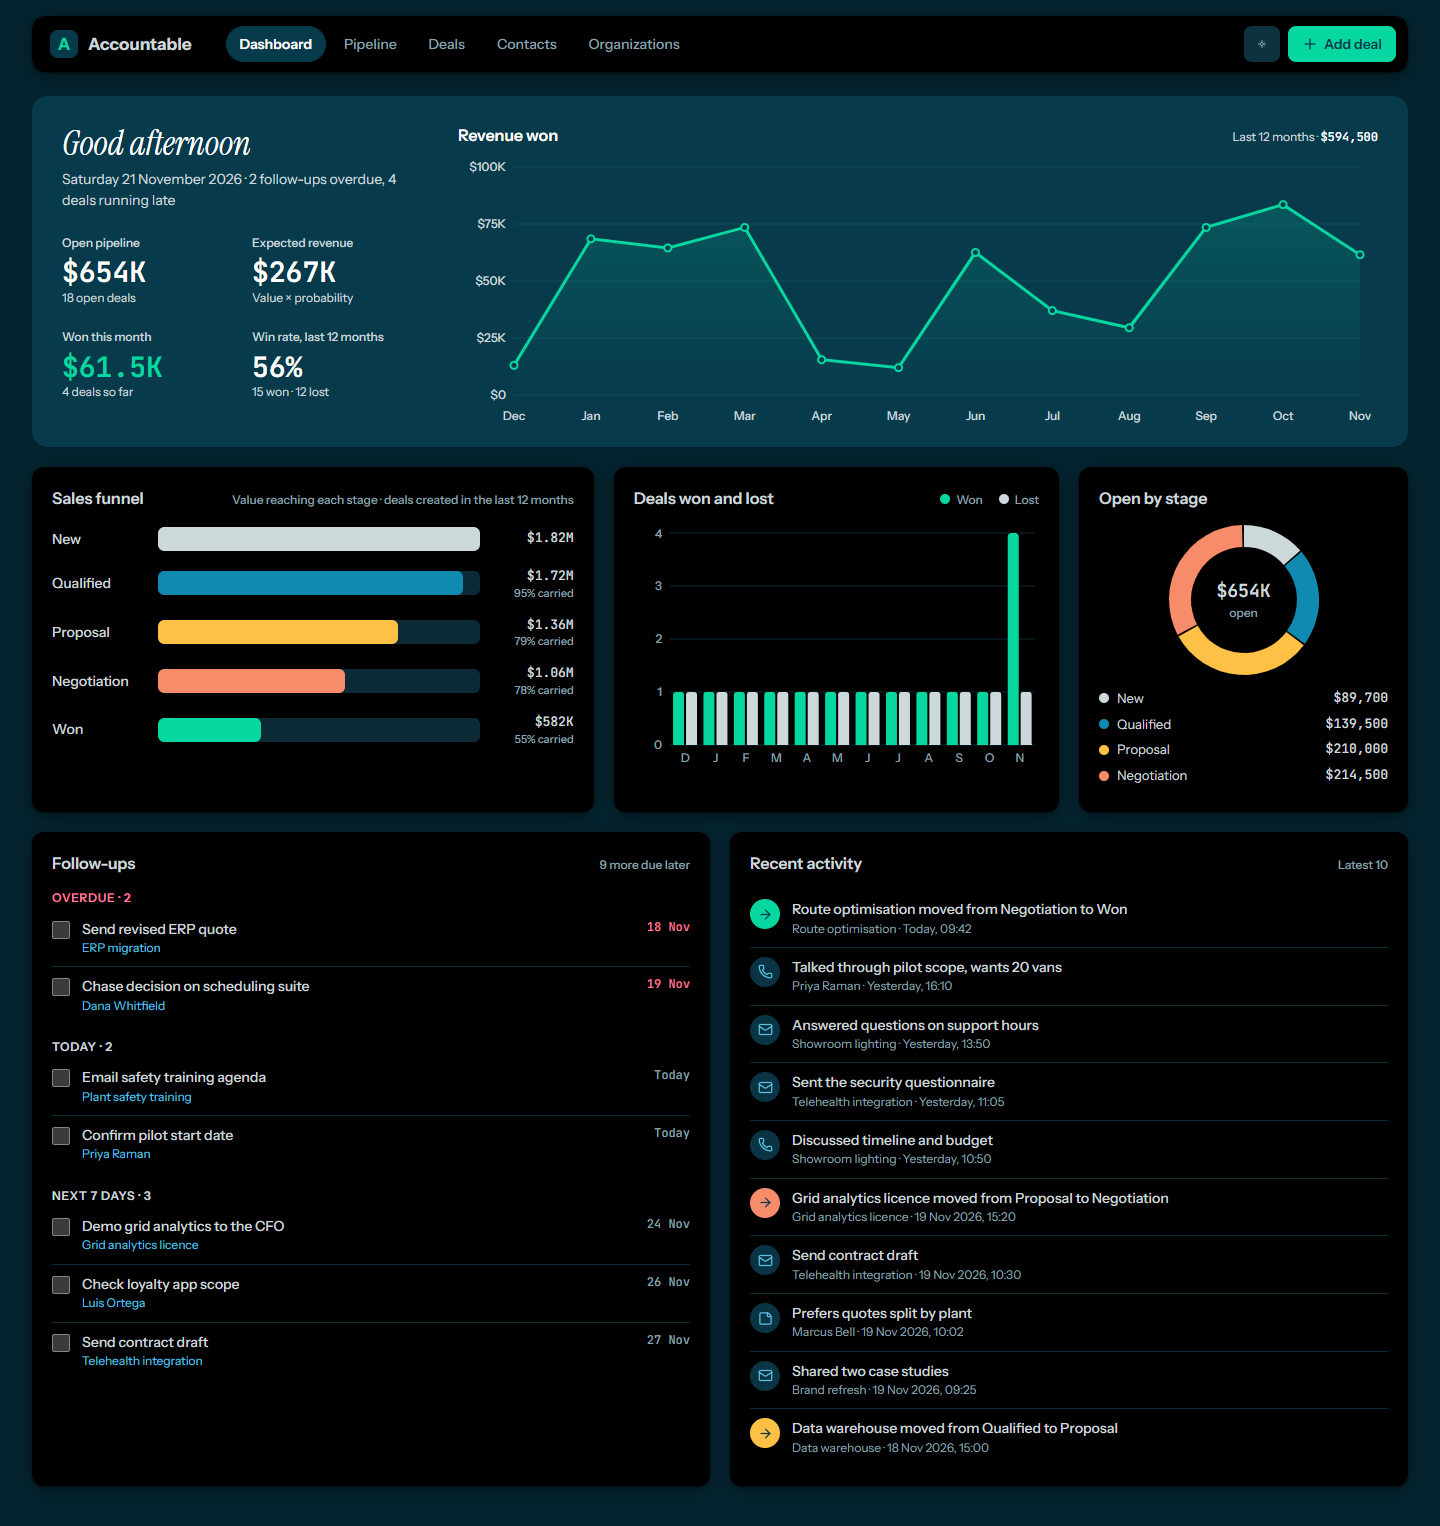 A Accountable
Dashboard Pipeline Deals Contacts Organizations
Add deal
Good afternoon
Saturday 21 November 2026 · 2 follow-ups overdue, 4
deals running late
Open pipeline
$654K
18 open deals
Expected revenue
$267K
Value × probability
Won this month
$61.5K
4 deals so far
Win rate, last 12 months
56%
15 won · 12 lost
Revenue won
Last 12 months · $594,500
$100K
$75K
$50K
$25K
$0
Dec Jan Feb Mar Apr May Jun Jul Aug Sep Oct Nov
Sales funnel
Value reaching each stage · deals created in the last 12 months
New $1.82M
Qualified $1.72M
95% carried
Proposal $1.36M
79% carried
Negotiation $1.06M
78% carried
Won $582K
55% carried
Deals won and lost
Won Lost
4
3
2
1
0
D J F M A M J J A S O N
Open by stage
$654K
open
New $89,700
Qualified $139,500
Proposal $210,000
Negotiation $214,500
Follow-ups
9 more due later
OVERDUE · 2
Send revised ERP quote 18 Nov
ERP migration
Chase decision on scheduling suite 19 Nov
Dana Whitfield
TODAY · 2
Email safety training agenda Today
Plant safety training
Confirm pilot start date Today
Priya Raman
NEXT 7 DAYS · 3
Demo grid analytics to the CFO 24 Nov
Grid analytics licence
Check loyalty app scope 26 Nov
Luis Ortega
Send contract draft 27 Nov
Telehealth integration
Recent activity
Latest 10
Route optimisation moved from Negotiation to Won
Route optimisation · Today, 09:42
Talked through pilot scope, wants 20 vans
Priya Raman · Yesterday, 16:10
Answered questions on support hours
Showroom lighting · Yesterday, 13:50
Sent the security questionnaire
Telehealth integration · Yesterday, 11:05
Discussed timeline and budget
Showroom lighting · Yesterday, 10:50
Grid analytics licence moved from Proposal to Negotiation
Grid analytics licence · 19 Nov 2026, 15:20
Send contract draft
Telehealth integration · 19 Nov 2026, 10:30
Prefers quotes split by plant
Marcus Bell · 19 Nov 2026, 10:02
Shared two case studies
Brand refresh · 19 Nov 2026, 09:25
Data warehouse moved from Qualified to Proposal
Data warehouse · 18 Nov 2026, 15:00